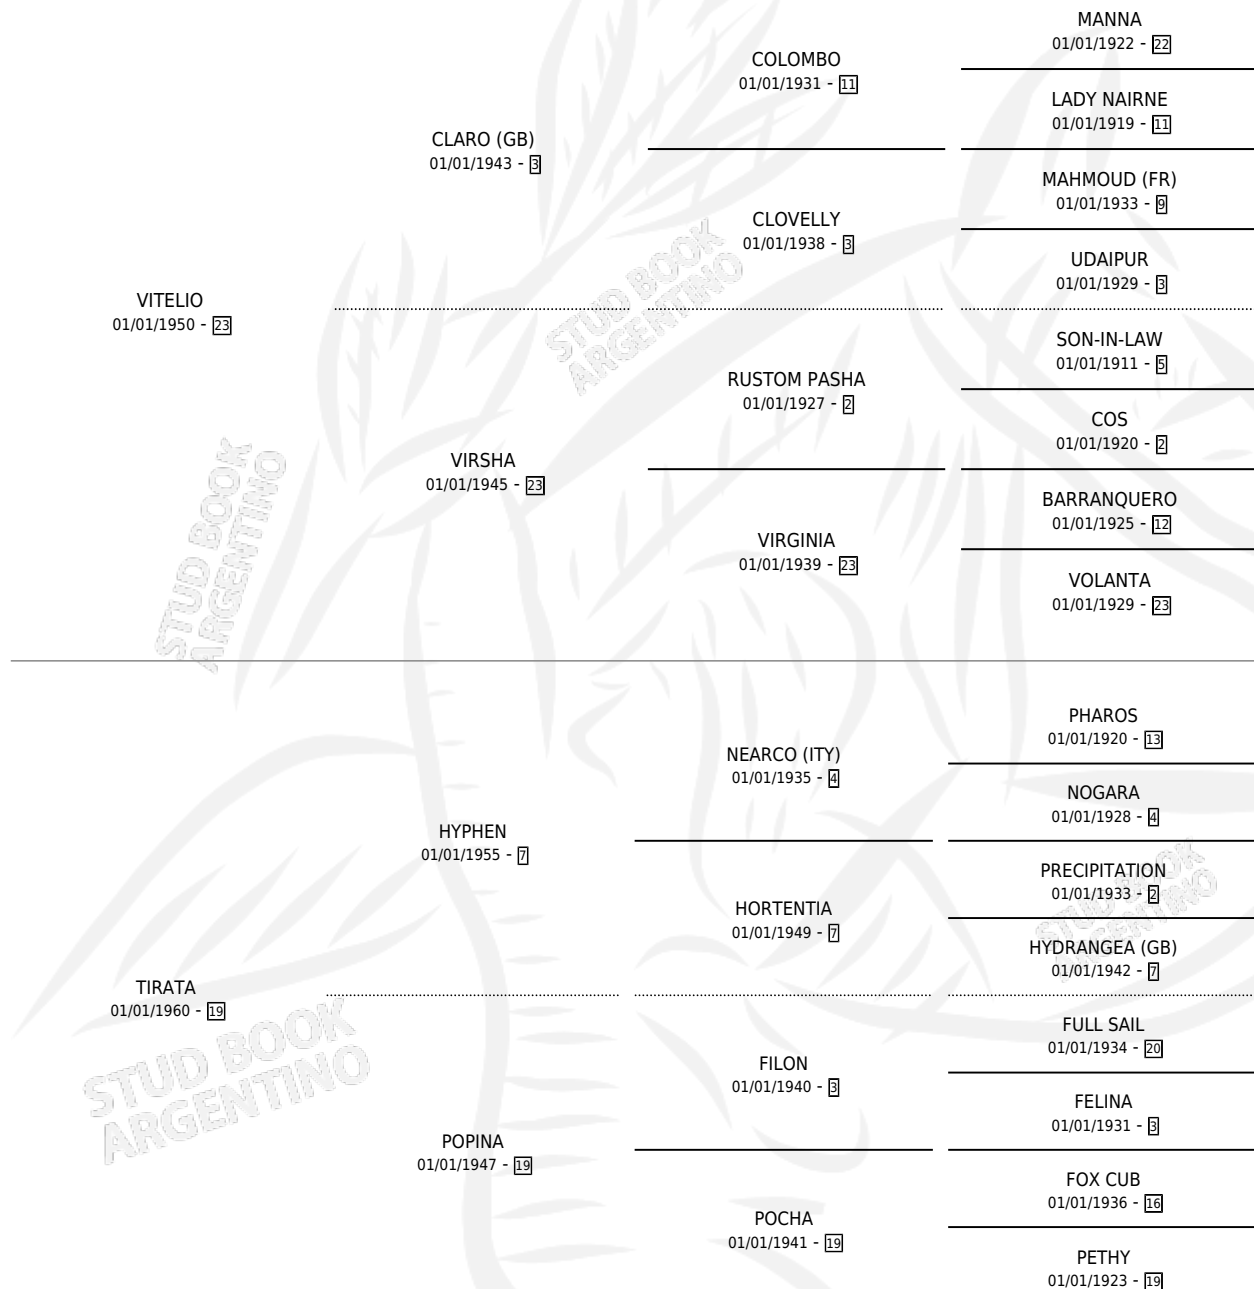 MANNA
01/01/1922 - 22
COLOMBO
01/01/1931 - 11
LADY NAIRNE
01/01/1919 - 11
CLARO (GB)
01/01/1943 - 3
MAHMOUD (FR)
01/01/1933 - 9
CLOVELLY
01/01/1938 - 3
UDAIPUR
01/01/1929 - 3
VITELIO
01/01/1950 - 23
SON-IN-LAW
01/01/1911 - 5
RUSTOM PASHA
01/01/1927 - 2
COS
01/01/1920 - 2
VIRSHA
01/01/1945 - 23
BARRANQUERO
01/01/1925 - 12
VIRGINIA
01/01/1939 - 23
VOLANTA
01/01/1929 - 23
PHAROS
01/01/1920 - 13
NEARCO (ITY)
01/01/1935 - 4
NOGARA
01/01/1928 - 4
HYPHEN
01/01/1955 - 7
PRECIPITATION
01/01/1933 - 2
HORTENTIA
01/01/1949 - 7
HYDRANGEA (GB)
01/01/1942 - 7
TIRATA
01/01/1960 - 19
FULL SAIL
01/01/1934 - 20
FILON
01/01/1940 - 3
FELINA
01/01/1931 - 3
POPINA
01/01/1947 - 19
FOX CUB
01/01/1936 - 16
POCHA
01/01/1941 - 19
PETHY
01/01/1923 - 19
STUD BOOK
ARGENTINO
STUD BOOK
ARGENTINO
STUD BOOK
ARGENTINO
STUD BOOK
ARGENTINO